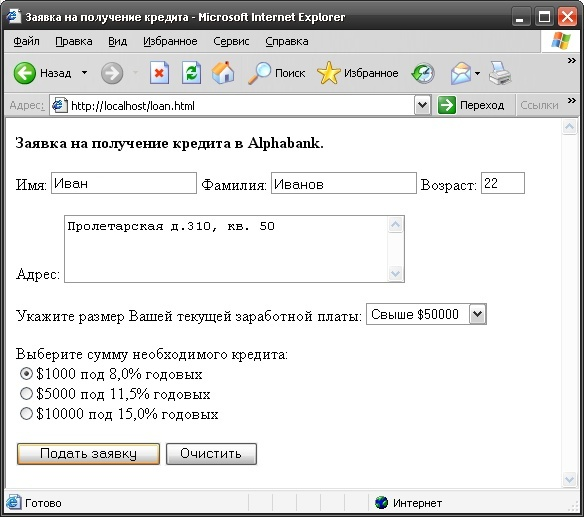 Заявка на получение кредита - Microsoft Internet Explorer
Файл Правка Вид Избранное Сервис Справка
Назад Поиск Избранное
Адрес: http://localhost/loan.html Переход Ссылки
Заявка на получение кредита в Alphabank.
Имя: Иван Фамилия: Иванов Возраст: 22
Пролетарская д.310, кв. 50
Адрес:
Укажите размер Вашей текущей заработной платы: Свыше $50000
Выберите сумму необходимого кредита:
$1000 под 8,0% годовых
$5000 под 11,5% годовых
$10000 под 15,0% годовых
Подать заявку Очистить
Готово Интернет